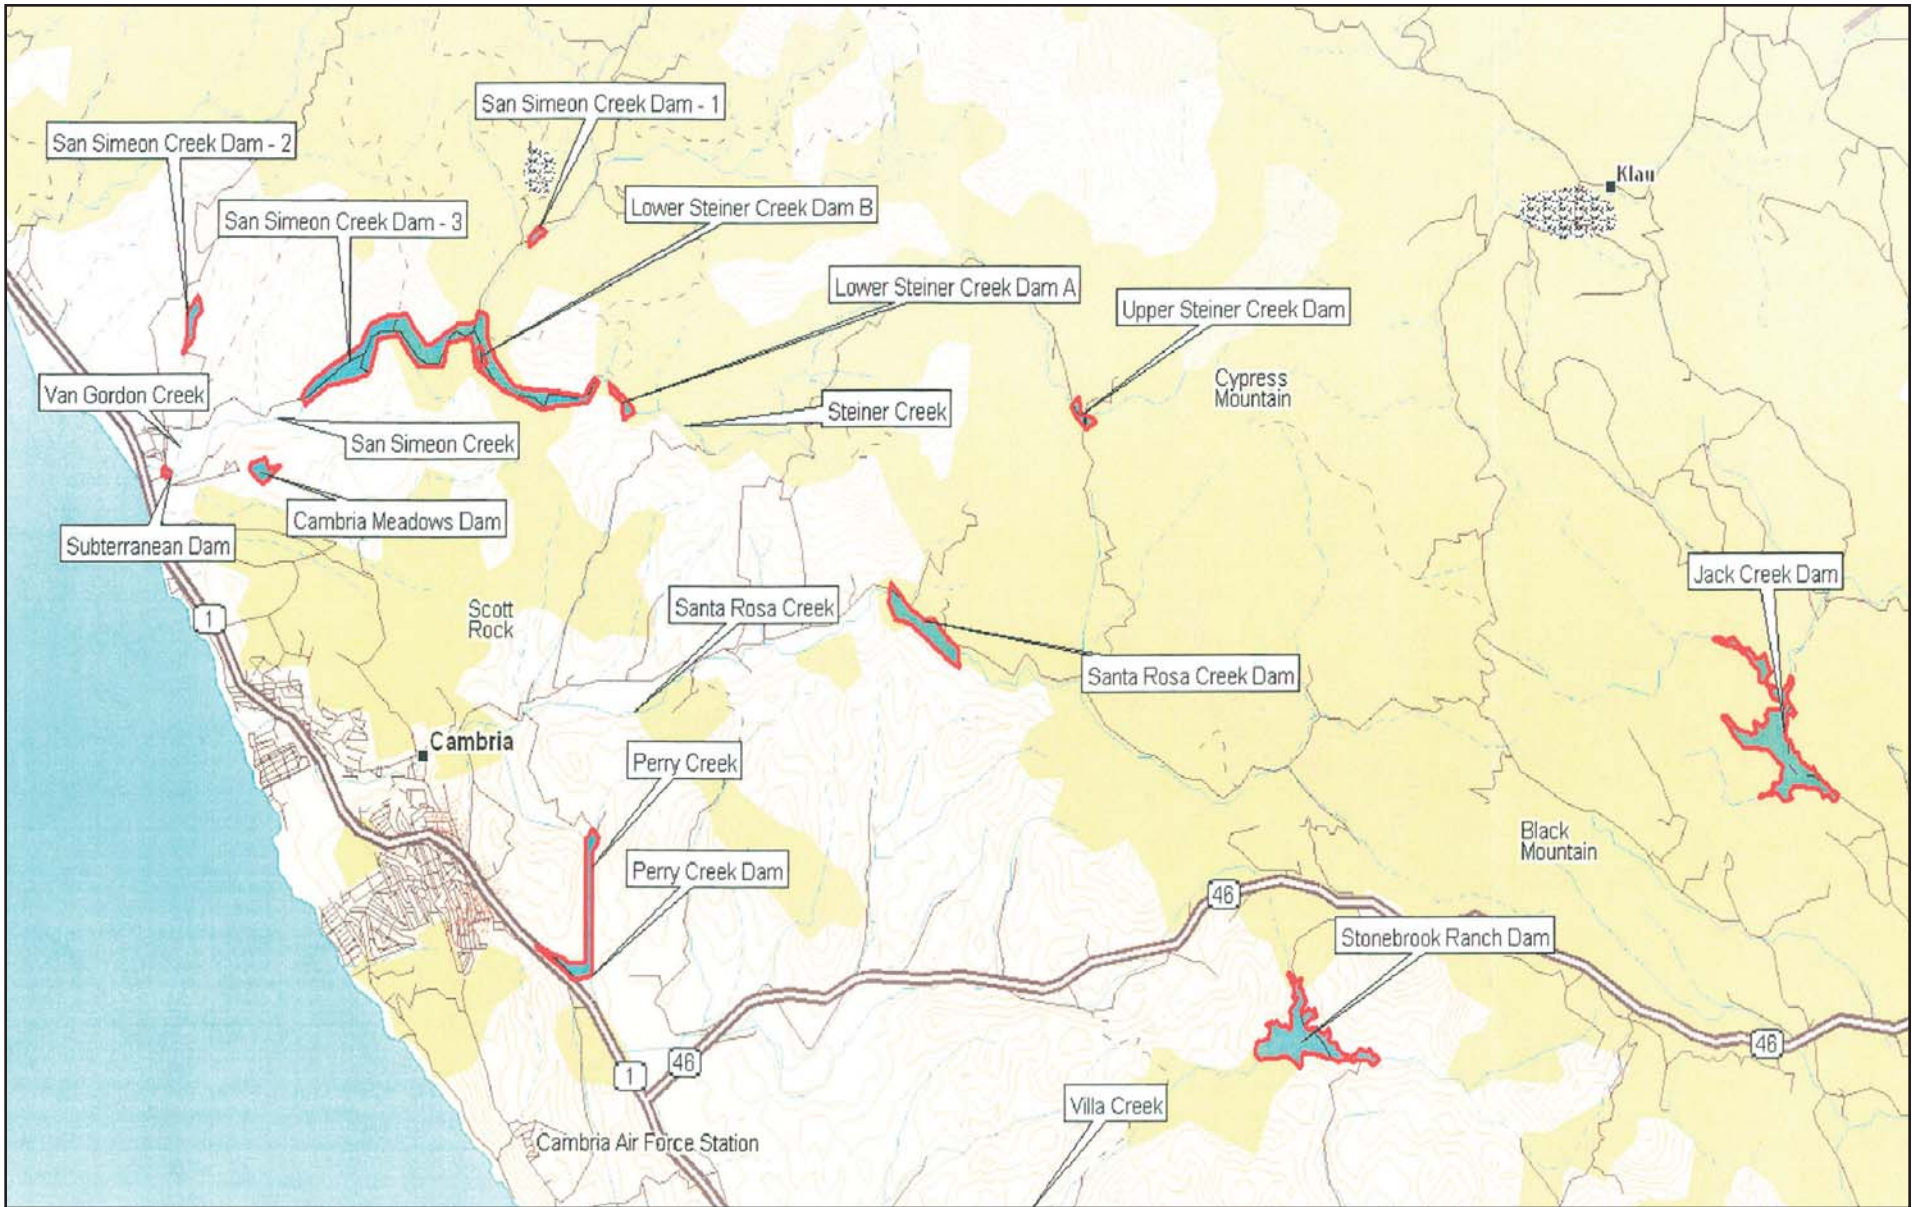 San Simeon Creek Dam - 1
San Simeon Creek Dam - 2
Klau
Lower Steiner Creek Dam B
San Simeon Creek Dam - 3
Lower Steiner Creek Dam A
Upper Steiner Creek Dam
Cypress
Mountain
Van Gordon Creek
Steiner Creek
San Simeon Creek
Cambria Meadows Dam
Subterranean Dam
Jack Creek Dam
1
Scott
Rock
Santa Rosa Creek
Santa Rosa Creek Dam
Cambria
Perry Creek
Black
Mountain
Perry Creek Dam
46
Stonebrook Ranch Dam
46
46
1
Villa Creek
Cambria Air Force Station